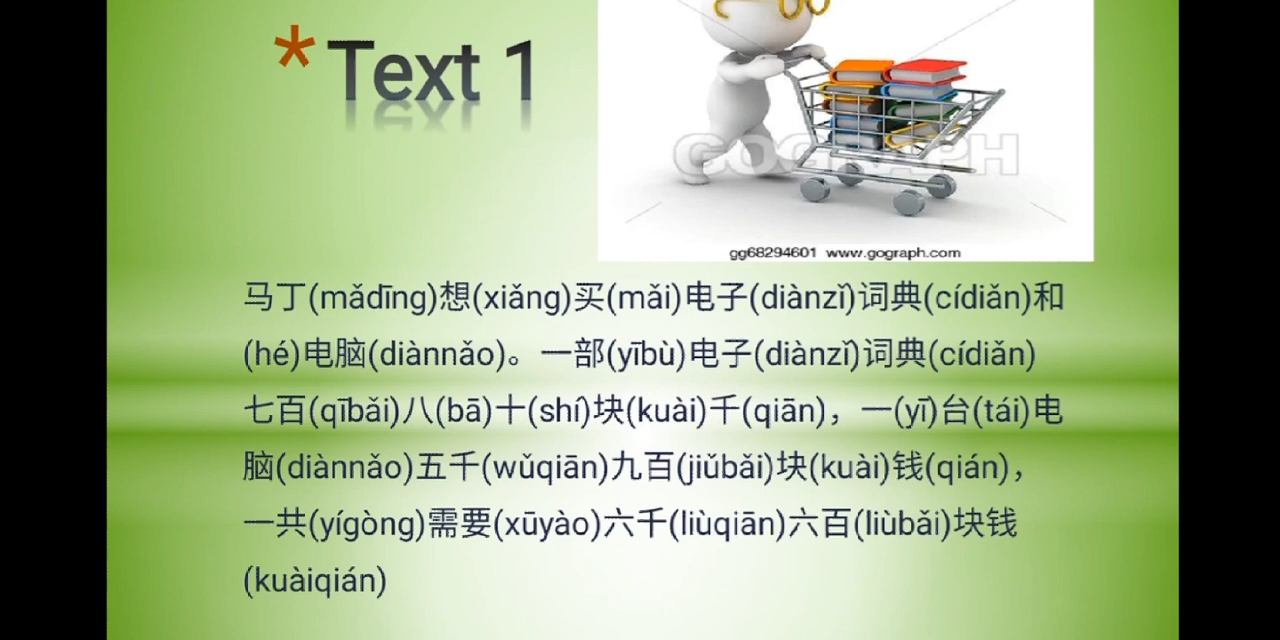 *Text 1
GOGRAPH
gg68294601 www.gograph.com
马丁(mǎdīng)想(xiǎng)买(mǎi)电子(diànzǐ)词典(cídiǎn)和
(hé)电脑(diànnǎo)。一部(yībù)电子(diànzǐ)词典(cídiǎn)
七百(qībǎi)八(bā)十(shí)块(kuài)千(qiān)，一(yī)台(tái)电
脑(diànnǎo)五千(wǔqiān)九百(jiǔbǎi)块(kuài)钱(qián)，
一共(yígòng)需要(xūyào)六千(liùqiān)六百(liùbǎi)块钱
(kuàiqián)